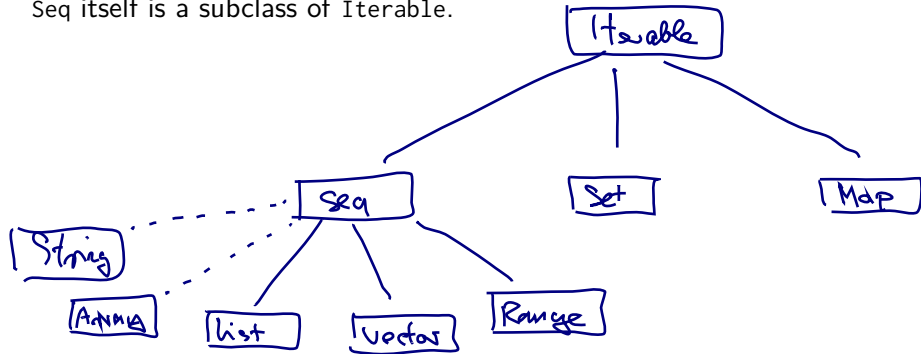 Seq itself is a subclass of Iterable.
Iterable
Seq
Set
Map
String
Array
List
Vector
Range